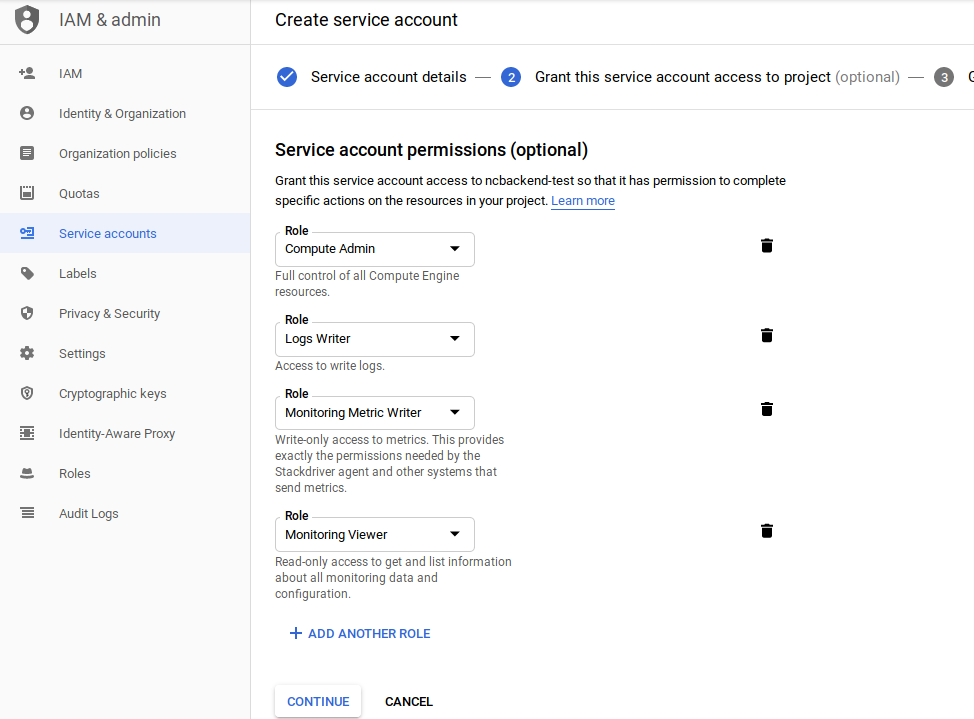 IAM & admin
IAM
Identity & Organization
Organization policies
Quotas
Service accounts
Labels
Privacy & Security
Settings
Cryptographic keys
Identity-Aware Proxy
Roles
Audit Logs
Create service account
Service account details
2 Grant this service account access to project (optional)
3
Service account permissions (optional)
Grant this service account access to ncbackend-test so that it has permission to complete
specific actions on the resources in your project. Learn more
Role
Compute Admin
Full control of all Compute Engine
resources.
Role
Logs Writer
Access to write logs.
Role
Monitoring Metric Writer
Write-only access to metrics. This provides
exactly the permissions needed by the
Stackdriver agent and other systems that
send metrics.
Role
Monitoring Viewer
Read-only access to get and list information
about all monitoring data and
configuration.
ADD ANOTHER ROLE
CONTINUE
CANCEL